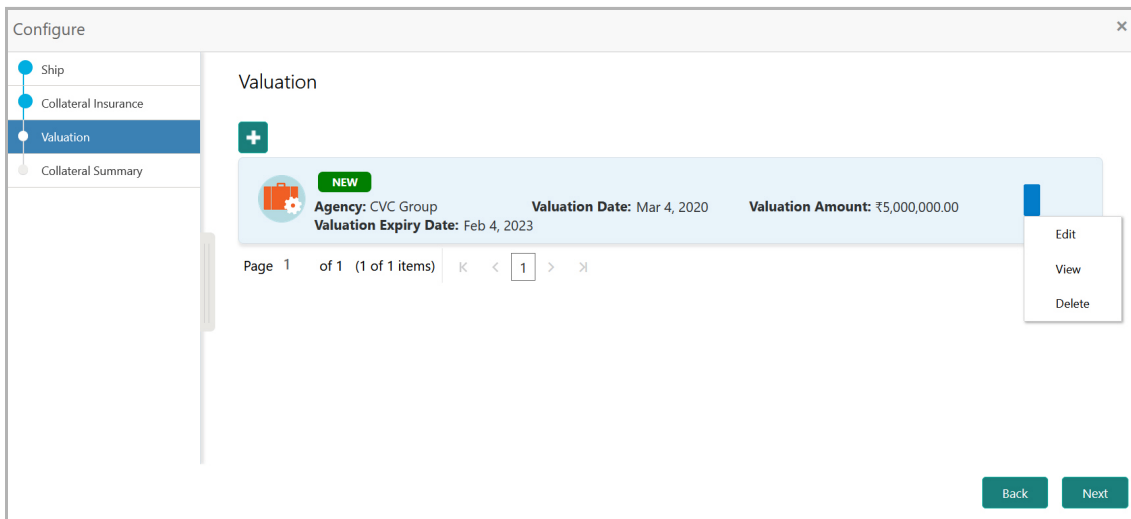 Configure
×
Ship
Collateral Insurance
Valuation
Collateral Summary
Valuation
+
NEW
Agency: CVC Group Valuation Date: Mar 4, 2020 Valuation Amount: ₹5,000,000.00
Valuation Expiry Date: Feb 4, 2023
Edit
View
Delete
Page 1 of 1 (1 of 1 items) K < 1 > >|
Back Next